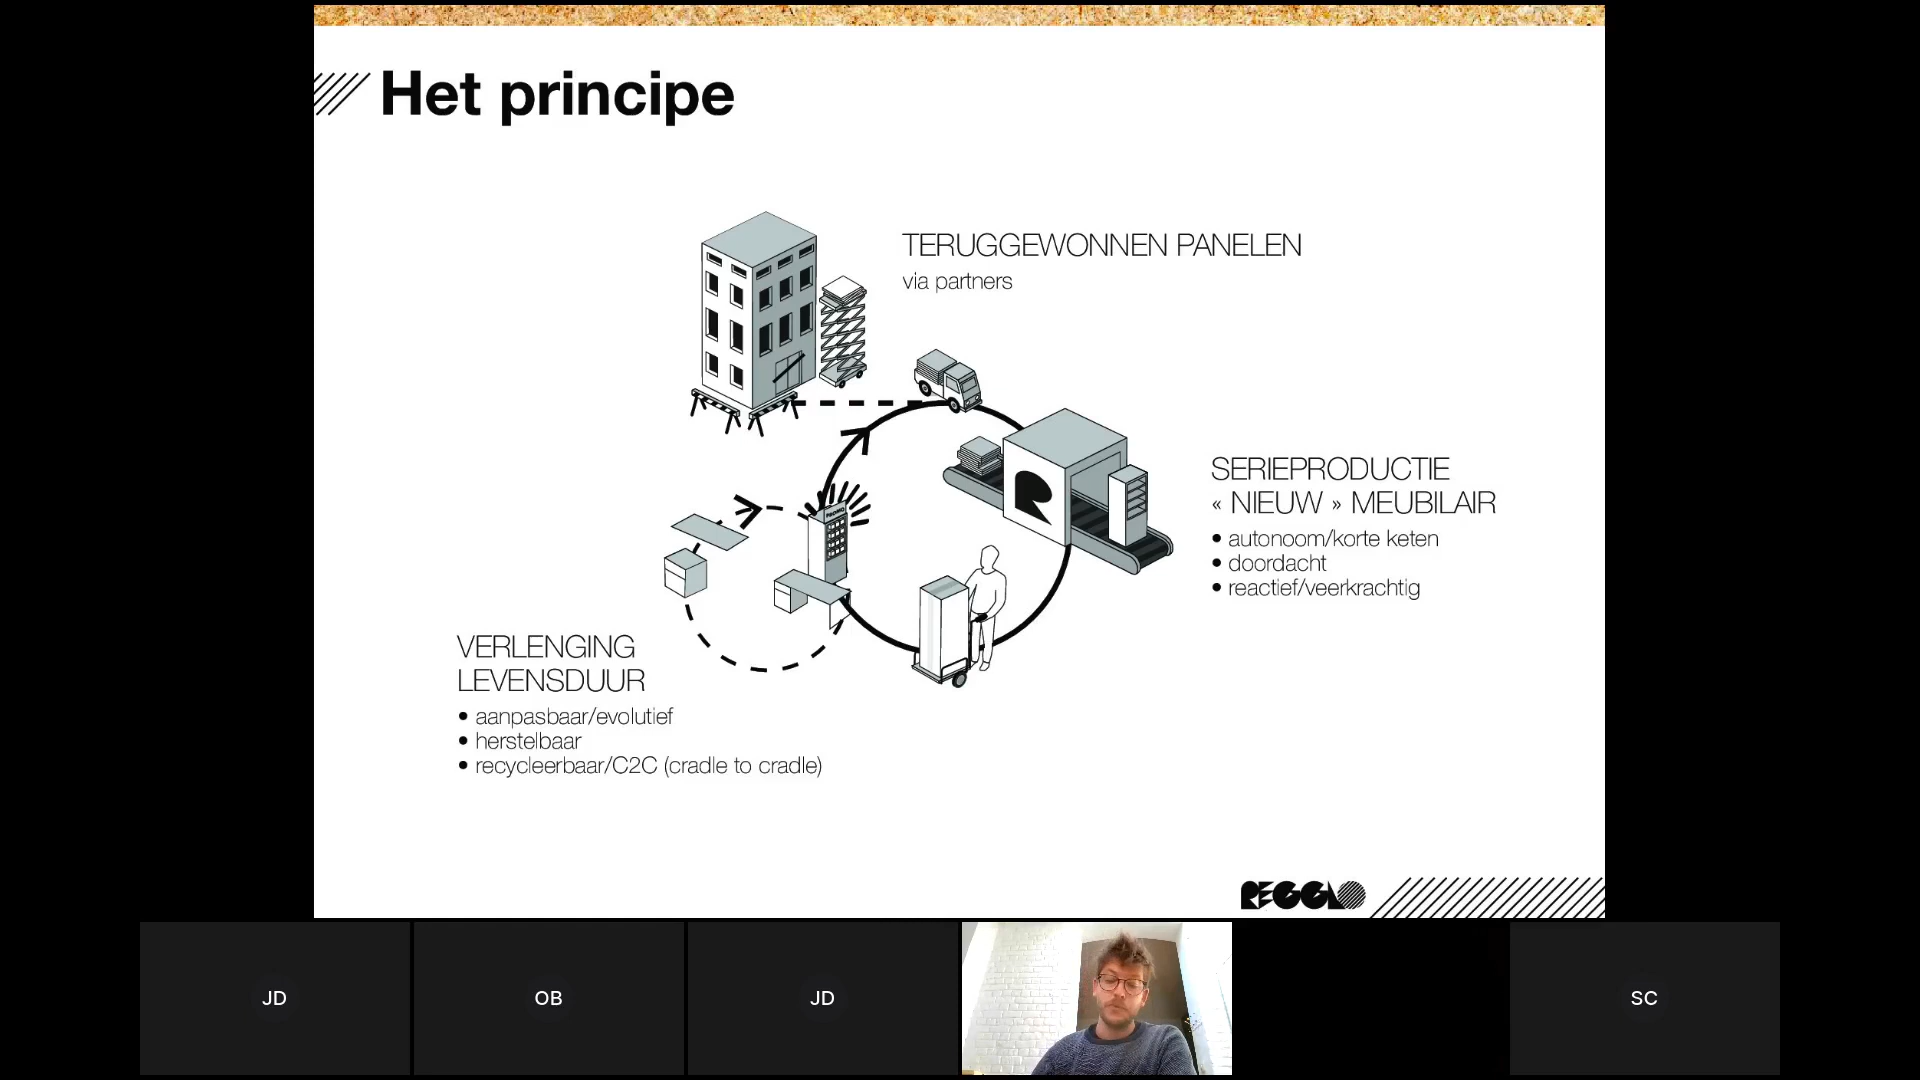 Het principe
TERUGGEWONNEN PANELEN
via partners
SERIEPRODUCTIE
« NIEUW » MEUBILAIR
• autonoom/korte keten
• doordacht
• reactief/veerkrachtig
R
VERLENGING
LEVENSDUUR
• aanpasbaar/evolutief
• herstelbaar
• recycleerbaar/C2C (cradle to cradle)
REGGLO
JD
OB
JD
SC